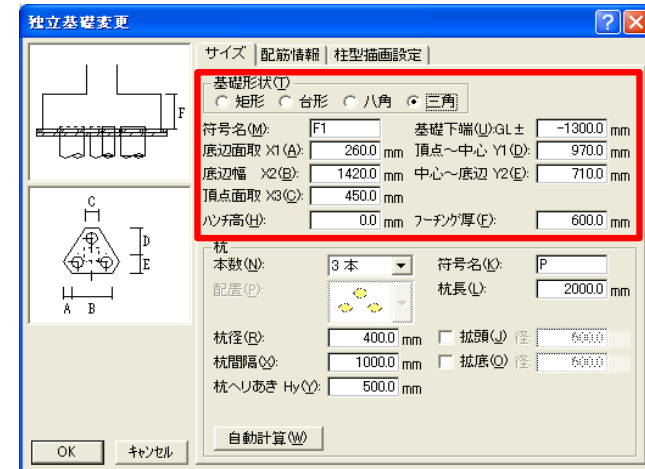 独立基礎変更
サイズ 配筋情報 柱型描画設定
基礎形状(T)
矩形 台形 八角 三角
符号名(M): F1 基礎下端(U):GL± -1300.0 mm
底辺面取 X1(A): 260.0 mm 頂点～中心 Y1(D): 970.0 mm
底辺幅 X2(B): 1420.0 mm 中心～底辺 Y2(E): 710.0 mm
頂点面取 X3(C): 450.0 mm
ハンチ高(H): 0.0 mm フーチング厚(F): 600.0 mm
杭
本数(N): 3 本 符号名(K): P
配置(P): 杭長(L): 2000.0 mm
杭径(R): 400.0 mm 拡頭(J) 径: 600.0
杭間隔(X): 1000.0 mm 拡底(O) 径: 600.0
杭ヘリあき Hy(Y): 500.0 mm
自動計算(W)
F
C
D
E
A B
OK キャンセル